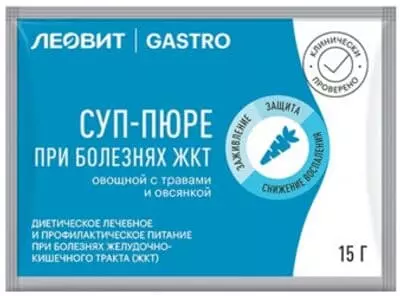 ЛЕОВИТ | GASTRO
КЛИНИЧЕСКИ ПРОВЕРЕНО
СУП-ПЮРЕ
ПРИ БОЛЕЗНЯХ ЖКТ
овощной с травами
и овсянкой
ЗАЖИВЛЕНИЕ
ЗАЩИТА
СНИЖЕНИЕ ВОСПАЛЕНИЯ
ДИЕТИЧЕСКОЕ ЛЕЧЕБНОЕ
И ПРОФИЛАКТИЧЕСКОЕ ПИТАНИЕ
ПРИ БОЛЕЗНЯХ ЖЕЛУДОЧНО-
КИШЕЧНОГО ТРАКТА (ЖКТ)
15 Г